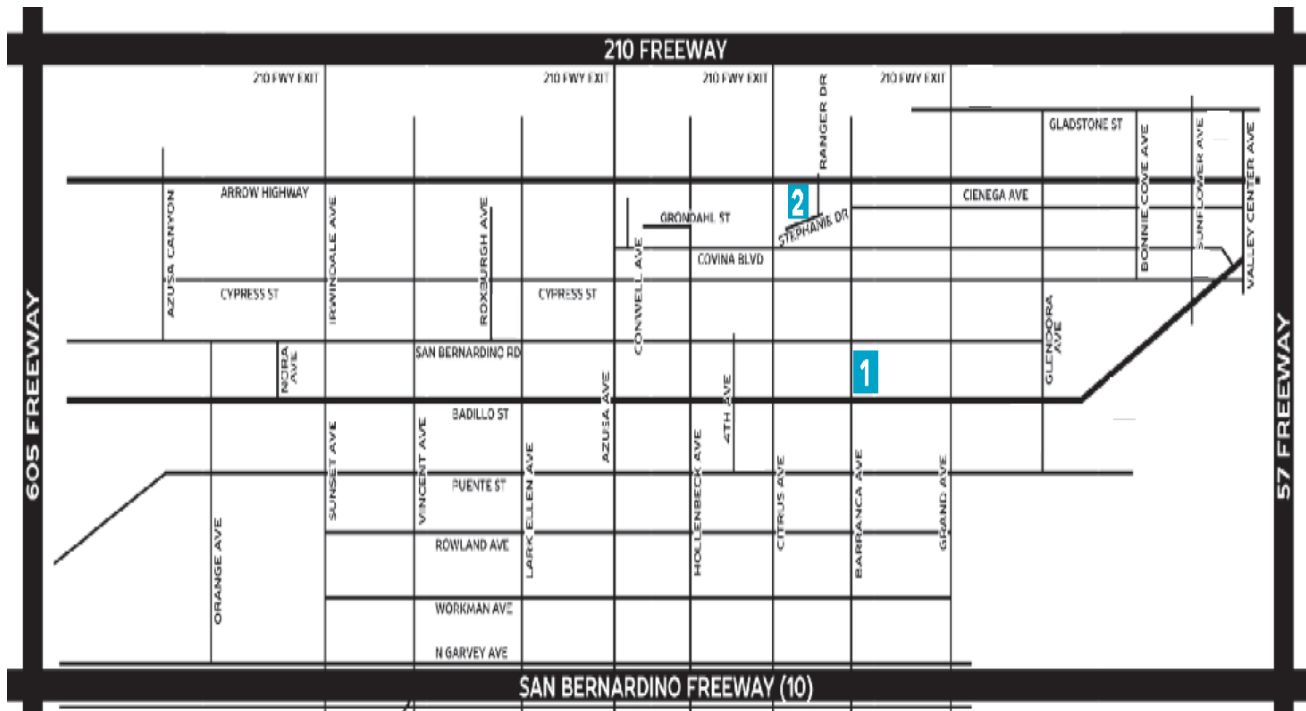 210 FREEWAY
210 FWY EXIT
210 FWY EXIT
210 FWY EXIT
210 FWY EXIT
RANGER DR
GLADSTONE ST
BONNIE COVE AVE
SUNFLOWER AVE
VALLEY CENTER AVE
ARROW HIGHWAY
CIENEGA AVE
AZUSA CANYON
IRWINDALE AVE
ROXBURGH AVE
CONWELL AVE
GRONDAHL ST
2
STEPHANIE DR
COVINA BLVD
CYPRESS ST
CYPRESS ST
605 FREEWAY
57 FREEWAY
NORA
AVE
SAN BERNARDINO RD
GLENDORA
AVE
1
BADILLO ST
AZUSA AVE
4TH AVE
SUNSET AVE
VINCENT AVE
LARK ELLEN AVE
HOLLENBECK AVE
CITRUS AVE
BARRANCA AVE
GRAND AVE
PUENTE ST
ORANGE AVE
ROWLAND AVE
WORKMAN AVE
N GARVEY AVE
SAN BERNARDINO FREEWAY (10)